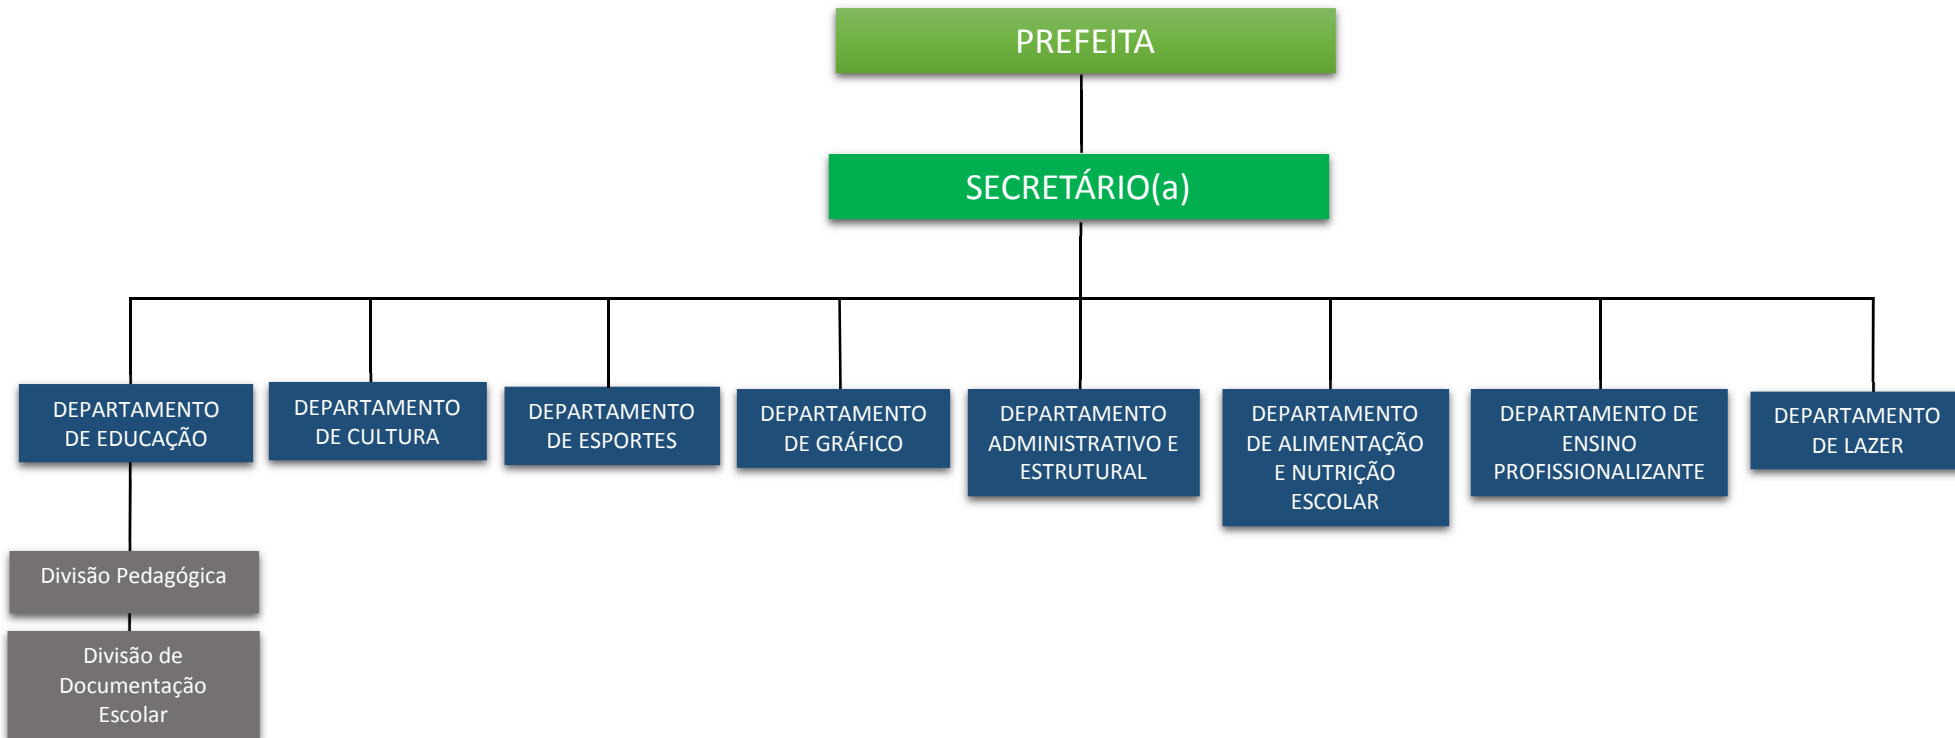 PREFEITA
SECRETÁRIO(a)
DEPARTAMENTO
DE EDUCAÇÃO
DEPARTAMENTO
DE CULTURA
DEPARTAMENTO
DE ESPORTES
DEPARTAMENTO
DE GRÁFICO
DEPARTAMENTO
ADMINISTRATIVO E
ESTRUTURAL
DEPARTAMENTO
DE ALIMENTAÇÃO
E NUTRIÇÃO
ESCOLAR
DEPARTAMENTO DE
ENSINO
PROFISSIONALIZANTE
DEPARTAMENTO
DE LAZER
Divisão Pedagógica
Divisão de
Documentação
Escolar